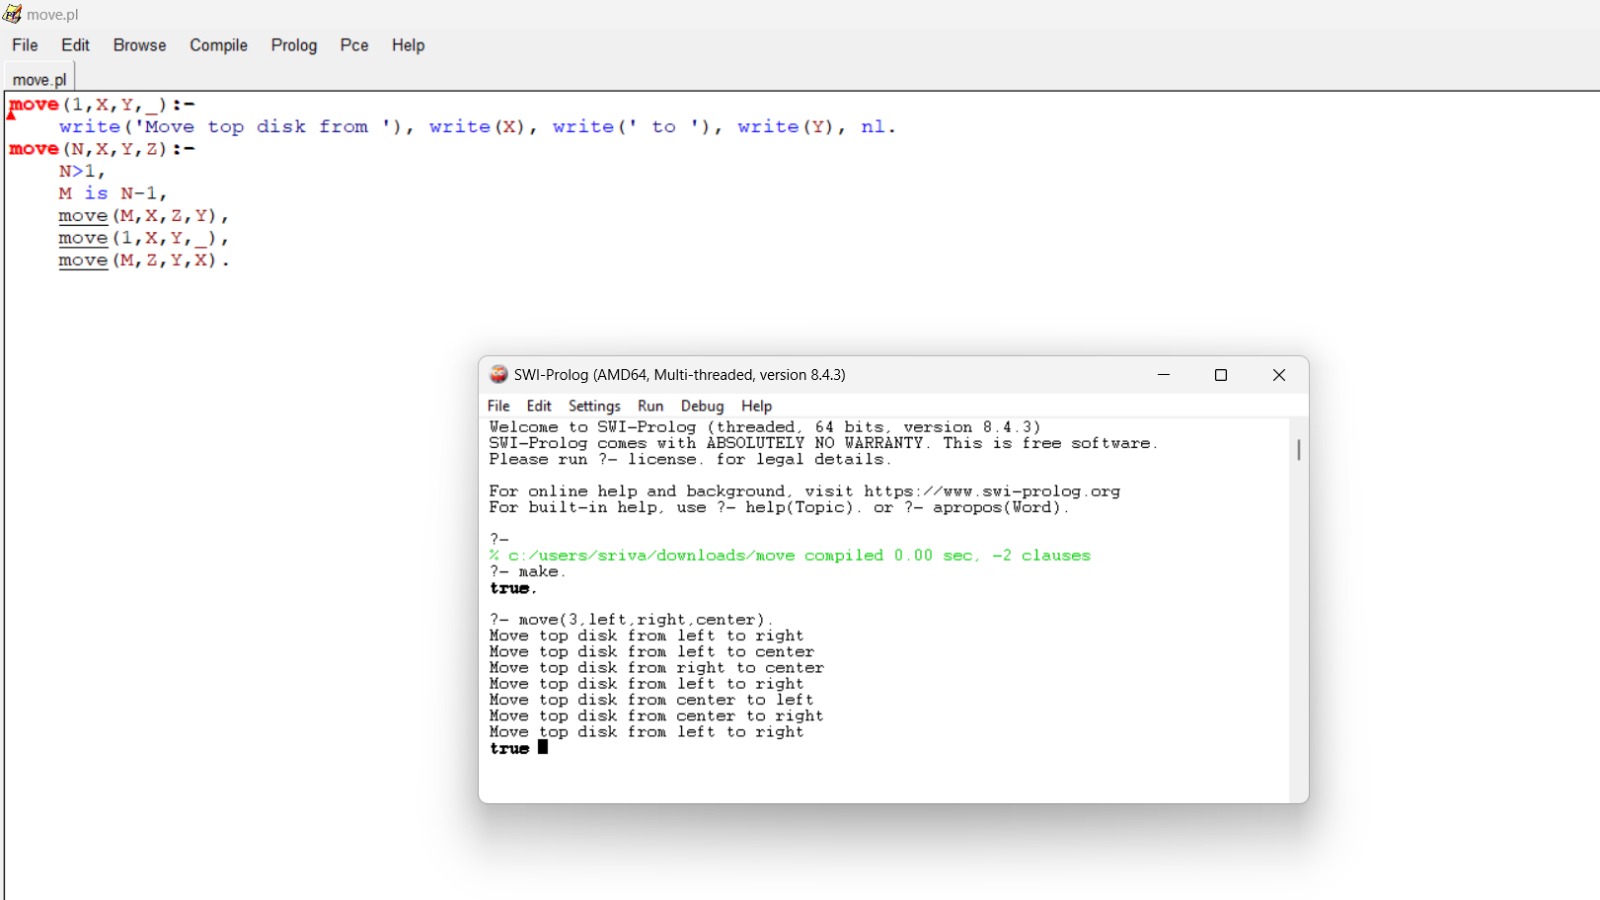 move.pl
File Edit Browse Compile Prolog Pce Help
move.pl
move(1,X,Y,_):-
write('Move top disk from '), write(X), write(' to '), write(Y), nl.
move(N,X,Y,Z):-
N>1,
M is N-1,
move(M,X,Z,Y),
move(1,X,Y,_),
move(M,Z,Y,X).
SWI-Prolog (AMD64, Multi-threaded, version 8.4.3)
File Edit Settings Run Debug Help
Welcome to SWI-Prolog (threaded, 64 bits, version 8.4.3)
SWI-Prolog comes with ABSOLUTELY NO WARRANTY. This is free software.
Please run ?- license. for legal details.
For online help and background, visit https://www.swi-prolog.org
For built-in help, use ?- help(Topic). or ?- apropos(Word).
?-
% c:/users/sriva/downloads/move compiled 0.00 sec, -2 clauses
?- make.
true.
?- move(3,left,right,center).
Move top disk from left to right
Move top disk from left to center
Move top disk from right to center
Move top disk from left to right
Move top disk from center to left
Move top disk from center to right
Move top disk from left to right
true